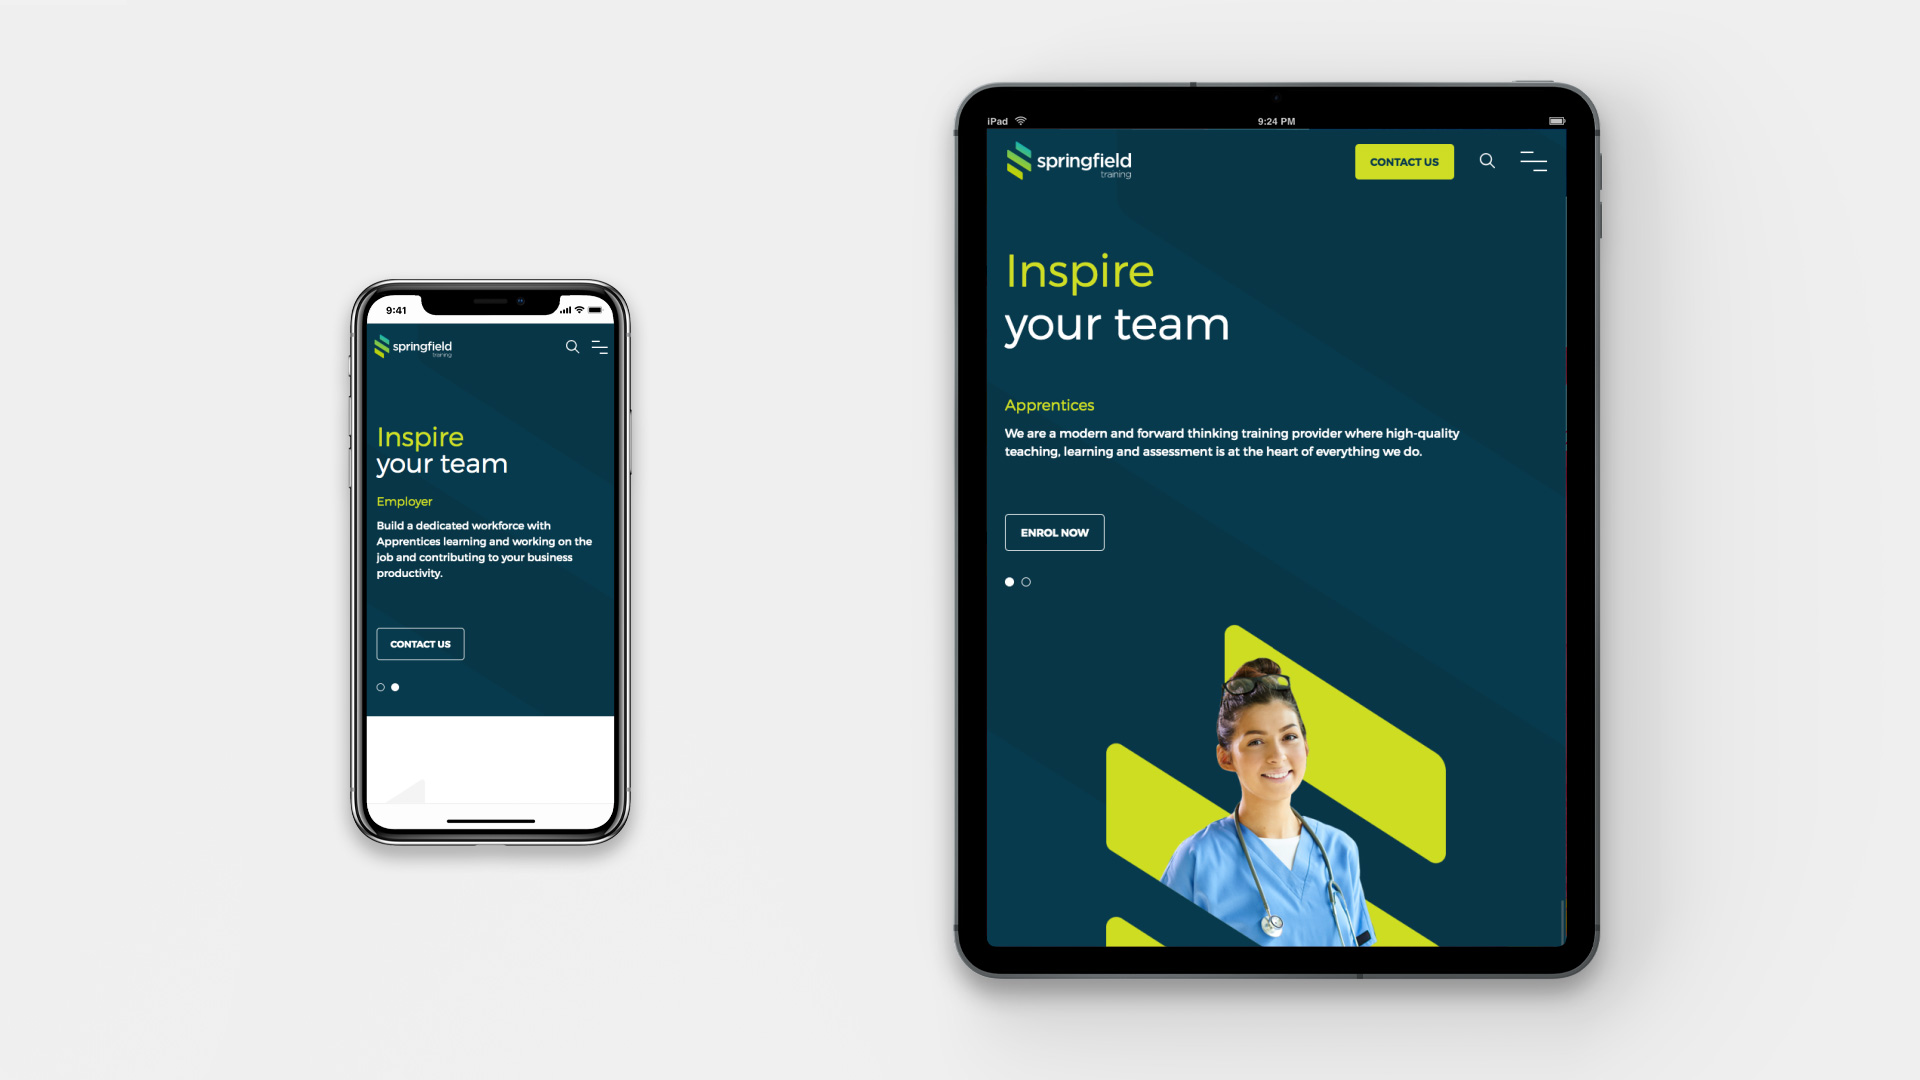 9:41
springfield
training
Inspire
your team
Employer
Build a dedicated workforce with
Apprentices learning and working on the
job and contributing to your business
productivity.
CONTACT US
iPad
9:24 PM
springfield
training
CONTACT US
Inspire
your team
Apprentices
We are a modern and forward thinking training provider where high-quality
teaching, learning and assessment is at the heart of everything we do.
ENROL NOW